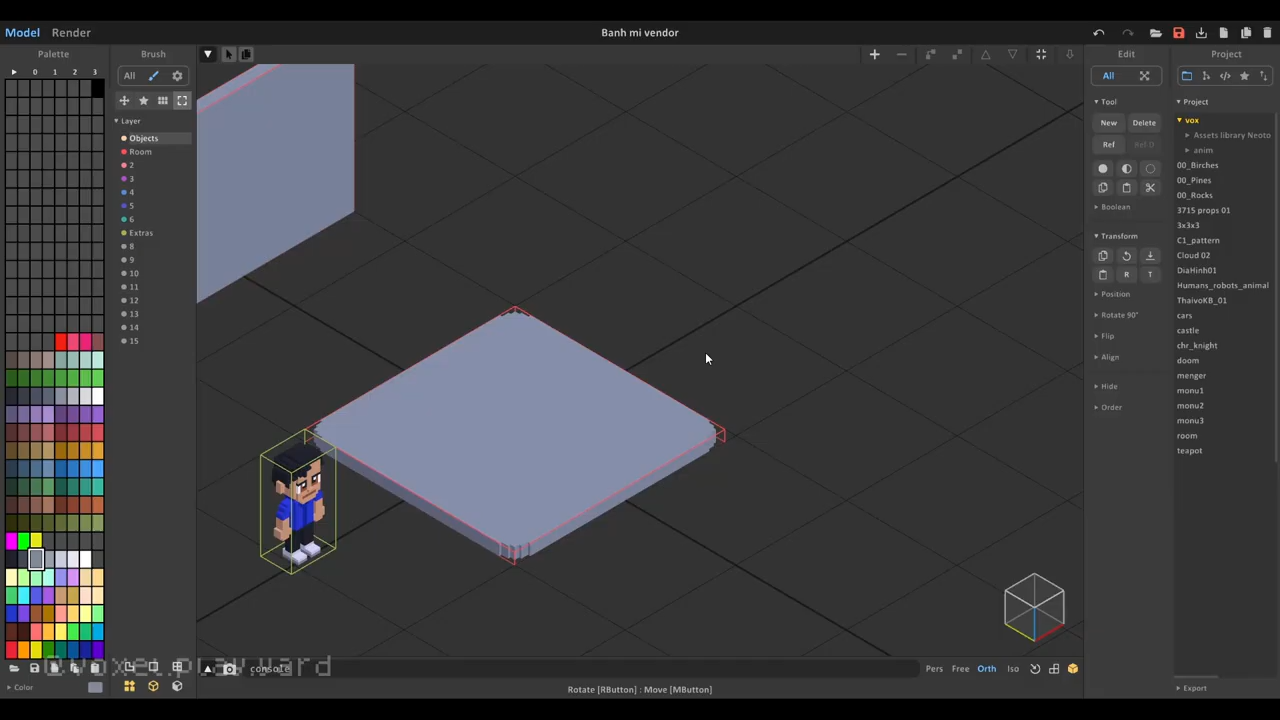 Model Render
Banh mi vendor
Palette
Brush
Edit
Project
0 1 2 3
All
Layer
Objects
Room
2
3
4
5
6
Extras
8
9
10
11
12
13
14
15
All
Tool
New Delete
Ref Ref D
Boolean
Transform
R T
Position
Rotate 90°
Flip
Align
Hide
Order
Project
vox
Assets library Neoto
anim
00_Birches
00_Pines
00_Rocks
3715 props 01
3x3x3
C1_pattern
Cloud 02
DiaHinh01
Humans_robots_animal
ThaivoKB_01
cars
castle
chr_knight
doom
menger
monu1
monu2
monu3
room
teapot
@voxel.play.yard
console
Pers Free Orth Iso
Color
Rotate [RButton] : Move [MButton]
Export